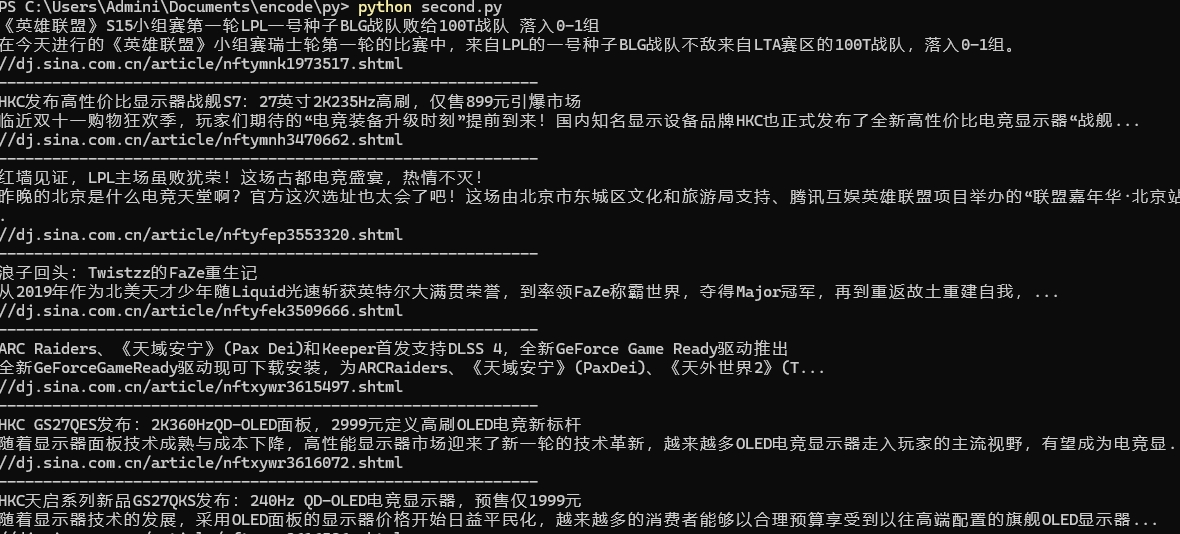 PS C:\Users\Admini\Documents\encode\py> python second.py
《英雄联盟》S15小组赛第一轮LPL一号种子BLG战队败给100T战队 落入0-1组
在今天进行的《英雄联盟》小组赛瑞士轮第一轮的比赛中，来自LPL的一号种子BLG战队不敌来自LTA赛区的100T战队，落入0-1组。
//dj.sina.com.cn/article/nftymnk1973517.shtml
------------------------------------------------------------
HKC发布高性价比显示器战舰S7：27英寸2K235Hz高刷，仅售899元引爆市场
临近双十一购物狂欢季，玩家们期待的“电竞装备升级时刻”提前到来！国内知名显示设备品牌HKC也正式发布了全新高性价比电竞显示器“战舰...
//dj.sina.com.cn/article/nftymnh3470662.shtml
------------------------------------------------------------
红墙见证，LPL主场虽败犹荣！这场古都电竞盛宴，热情不灭！
昨晚的北京是什么电竞天堂啊？官方这次选址也太会了吧！这场由北京市东城区文化和旅游局支持、腾讯互娱英雄联盟项目举办的“联盟嘉年华·北京站
.
//dj.sina.com.cn/article/nftyfep3553320.shtml
------------------------------------------------------------
浪子回头：Twistzz的FaZe重生记
从2019年作为北美天才少年随Liquid光速斩获英特尔大满贯荣誉，到率领FaZe称霸世界，夺得Major冠军，再到重返故土重建自我，...
//dj.sina.com.cn/article/nftyfek3509666.shtml
------------------------------------------------------------
ARC Raiders、《天域安宁》(Pax Dei)和Keeper首发支持DLSS 4，全新GeForce Game Ready驱动推出
全新GeForceGameReady驱动现可下载安装，为ARCRaiders、《天域安宁》(PaxDei)、《天外世界2》(T...
//dj.sina.com.cn/article/nftxywr3615497.shtml
------------------------------------------------------------
HKC GS27QES发布：2K360HzQD-OLED面板，2999元定义高刷OLED电竞新标杆
随着显示器面板技术成熟与成本下降，高性能显示器市场迎来了新一轮的技术革新，越来越多OLED电竞显示器走入玩家的主流视野，有望成为电竞显.
//dj.sina.com.cn/article/nftxywr3616072.shtml
------------------------------------------------------------
HKC天启系列新品GS27QKS发布：240Hz QD-OLED电竞显示器，预售仅1999元
随着显示器技术的发展，采用OLED面板的显示器价格开始日益平民化，越来越多的消费者能够以合理预算享受到以往高端配置的旗舰OLED显示器...